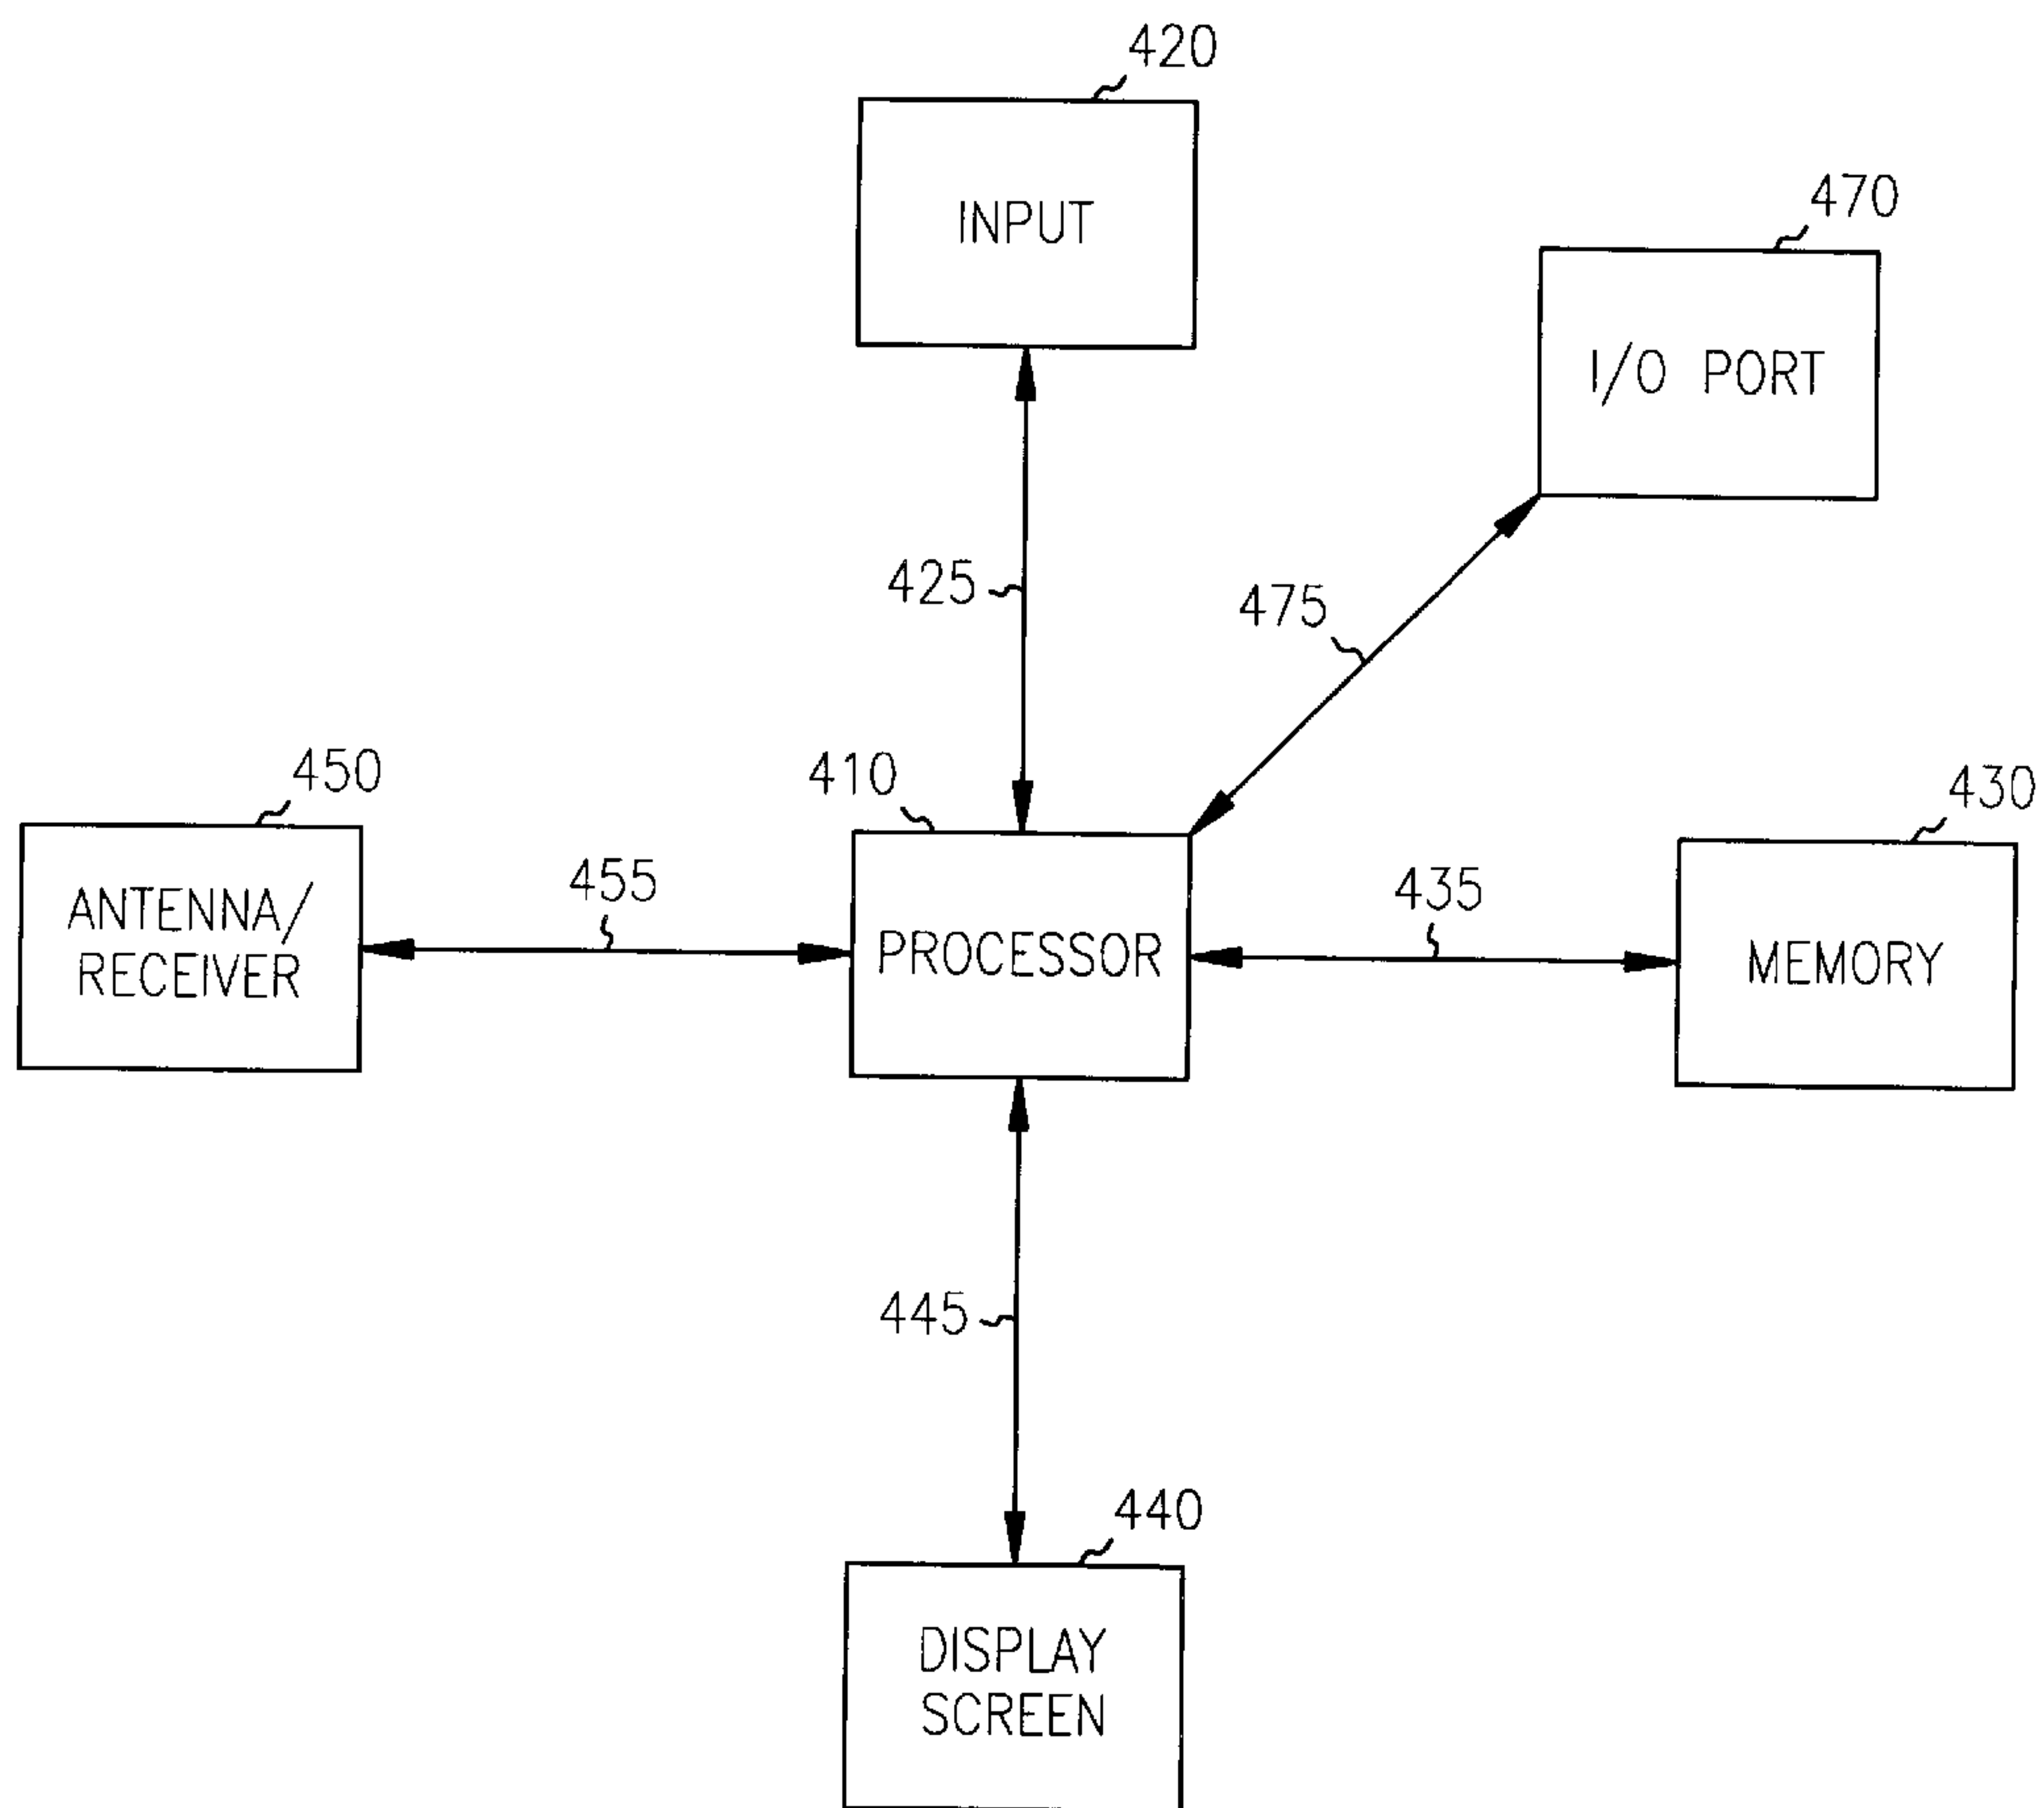 420
INPUT
470
I/O PORT
425
475
450
410
430
ANTENNA/
RECEIVER
455
PROCESSOR
435
MEMORY
445
440
DISPLAY
SCREEN